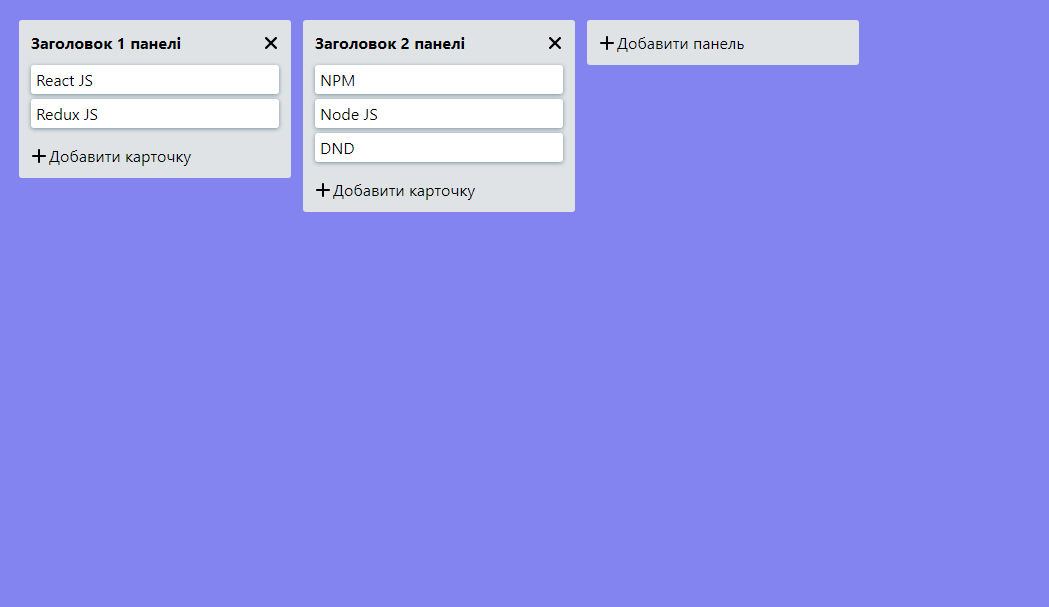 Заголовок 1 панелі
React JS
Redux JS
Добавити карточку
Заголовок 2 панелі
NPM
Node JS
DND
Добавити карточку
Добавити панель